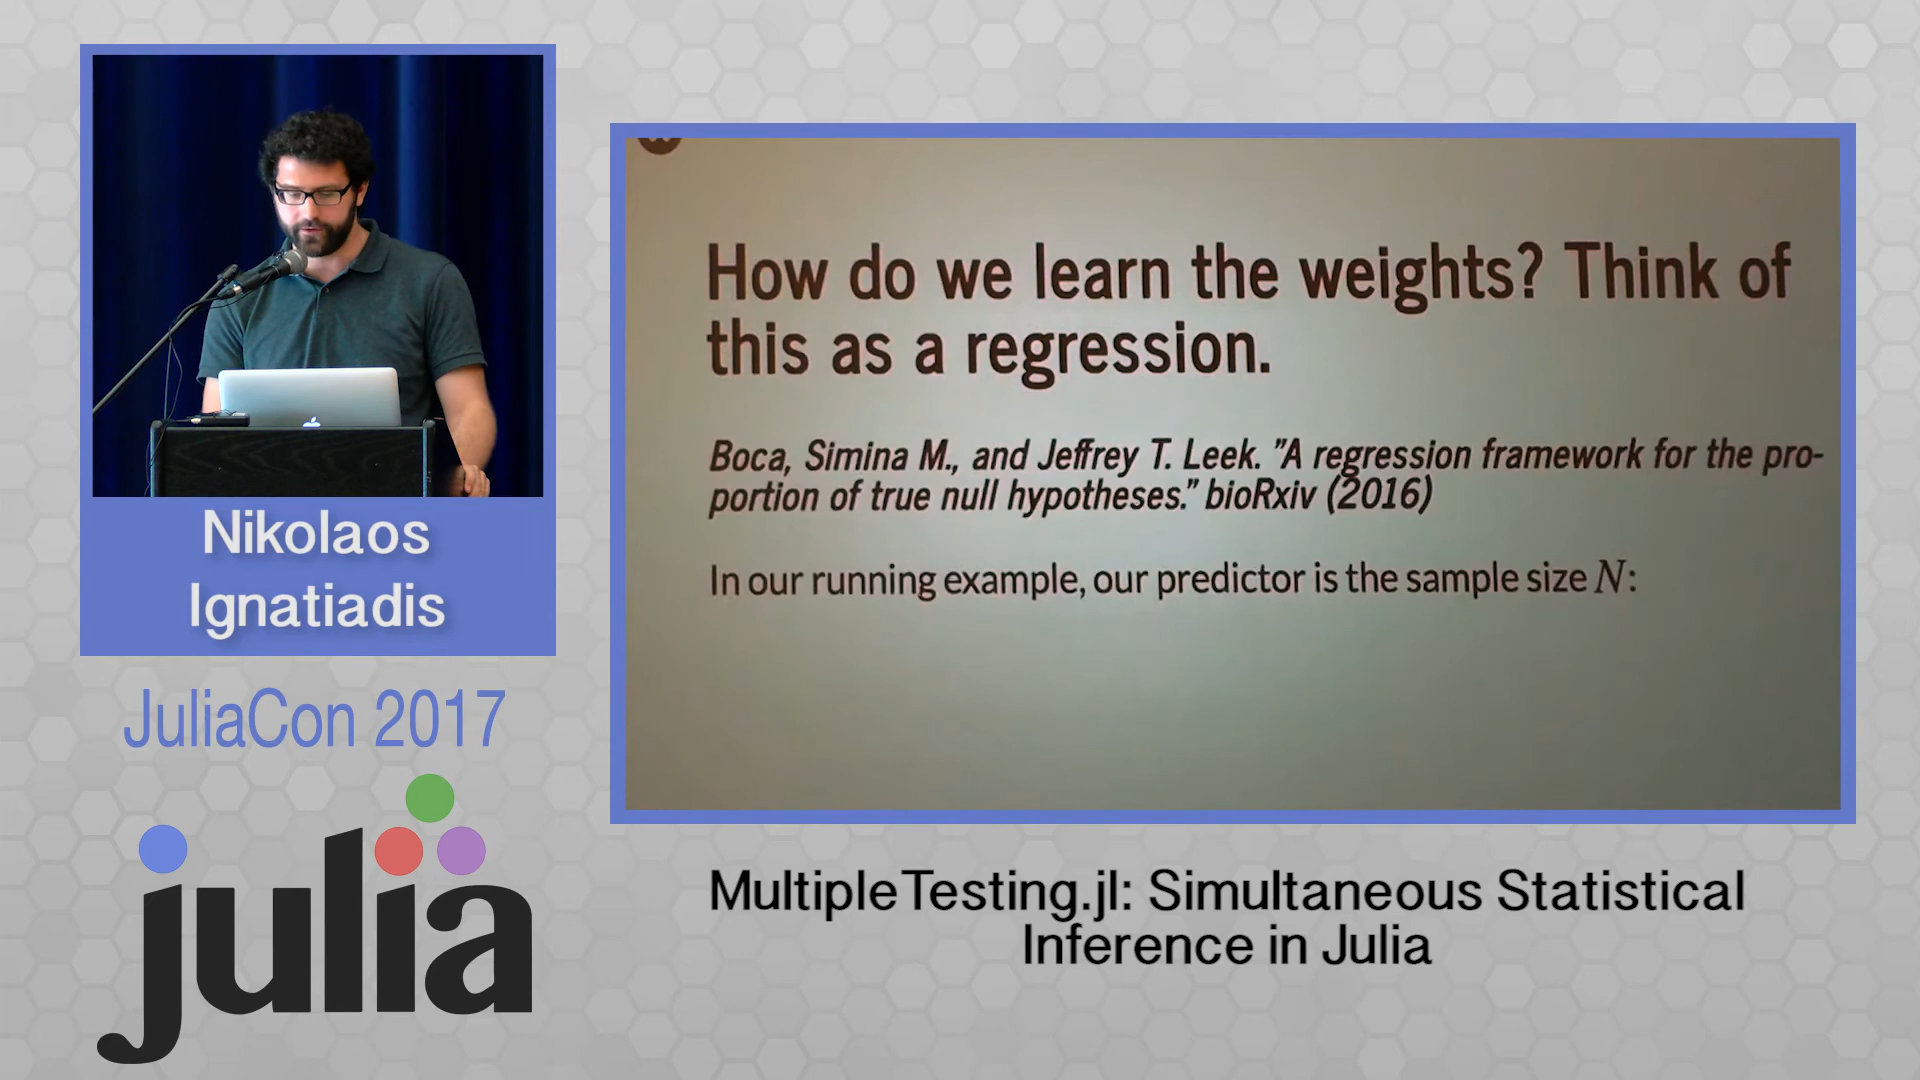 Nikolaos
Ignatiadis
JuliaCon 2017
julia
How do we learn the weights? Think of
this as a regression.
Boca, Simina M., and Jeffrey T. Leek. "A regression framework for the pro-
portion of true null hypotheses." bioRxiv (2016)
In our running example, our predictor is the sample size N:
MultipleTesting.jl: Simultaneous Statistical
Inference in Julia